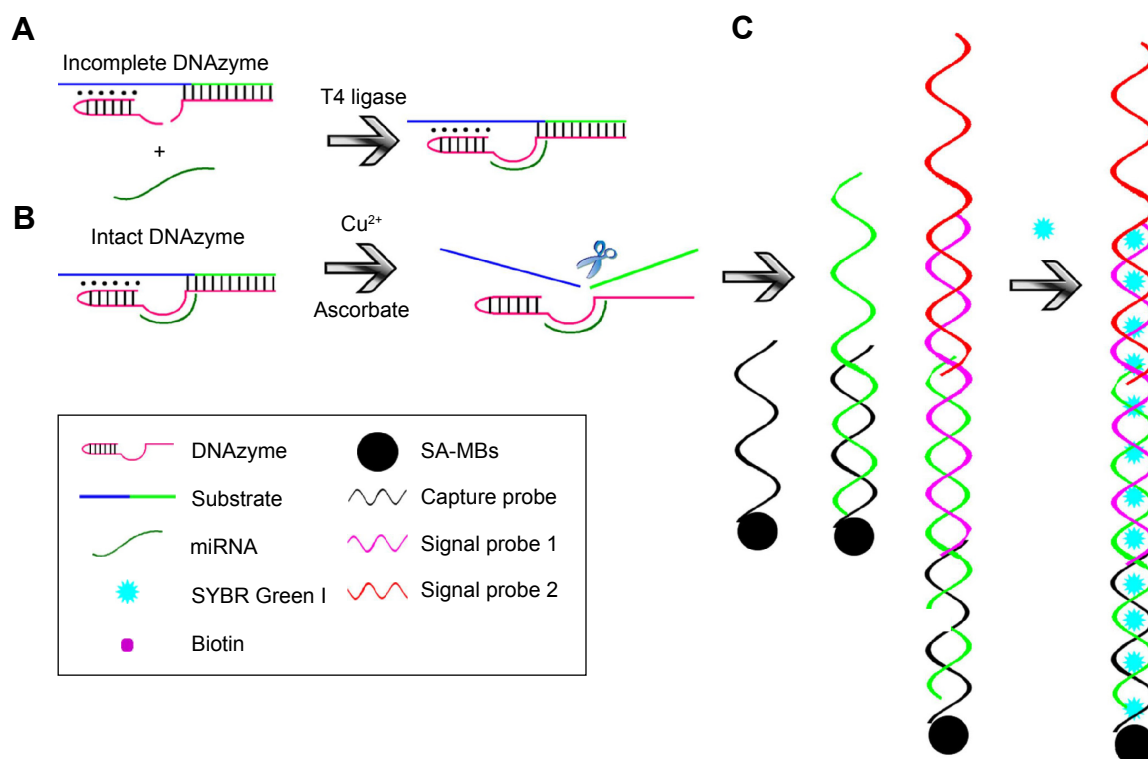 A
Incomplete DNAzyme
+
T4 ligase
B
Intact DNAzyme
Cu²⁺
Ascorbate
C
DNAzyme
Substrate
miRNA
SYBR Green I
Biotin
SA-MBs
Capture probe
Signal probe 1
Signal probe 2